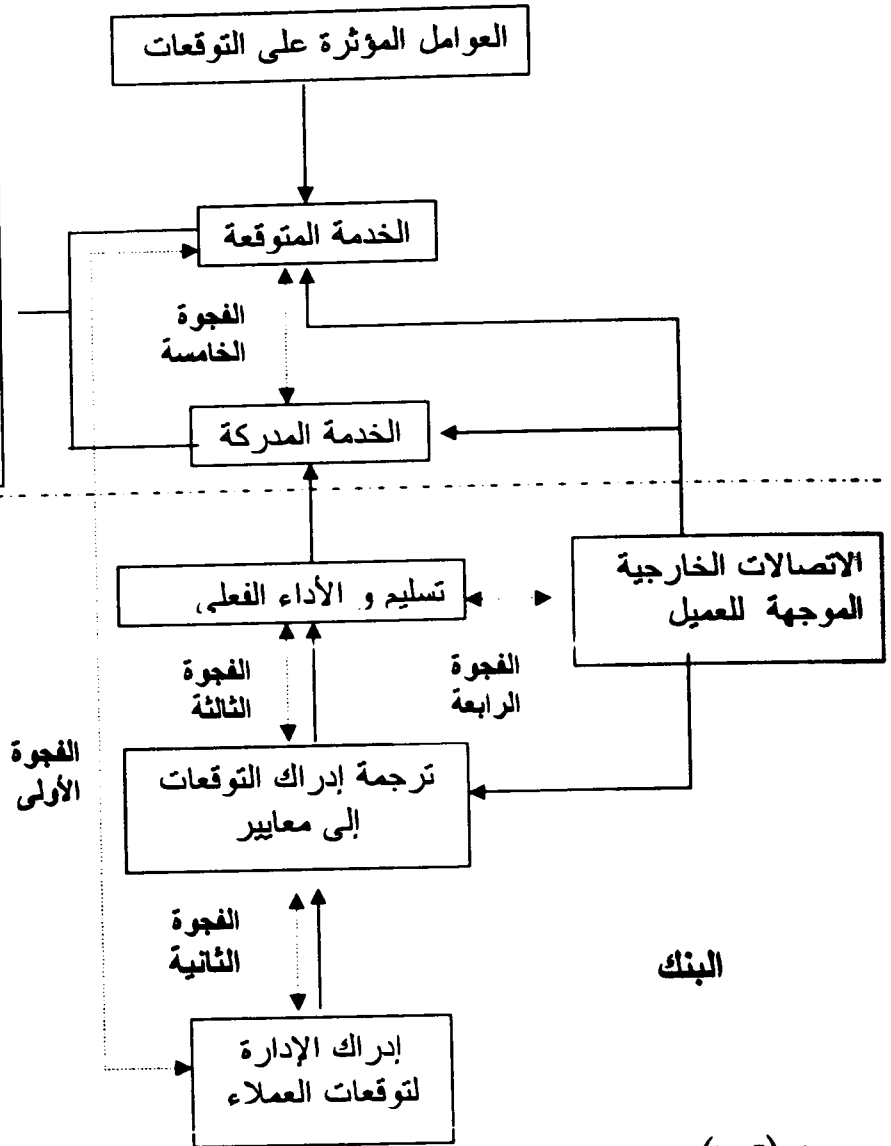 العوامل المؤثرة على التوقعات
الخدمة المتوقعة
الفجوة
الخامسة
الخدمة المدركة
تسليم و الأداء الفعلي
الاتصالات الخارجية
الموجهة للعميل
الفجوة
الثالثة
الفجوة
الرابعة
الفجوة
الأولى
ترجمة إدراك التوقعات
إلى معايير
الفجوة
الثانية
البنك
إدراك الإدارة
لتوقعات العملاء